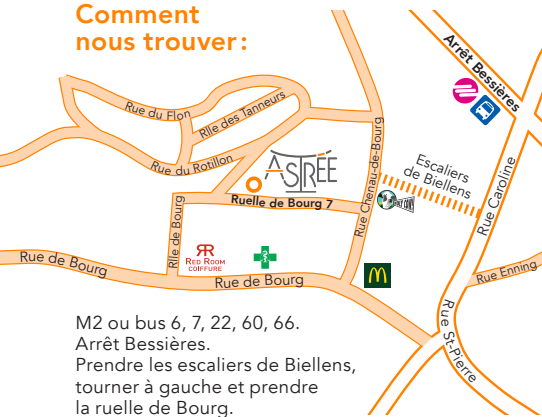 Comment
nous trouver:
Arrêt Bessières
Rue du Flon
Rlle des Tanneurs
Rue du Rotillon
ASTRÉE
Escaliers
de Biellens
Rue Chenau-de-Bourg
Rue Caroline
Ruelle de Bourg 7
Rlle de Bourg
RR
RED ROOM
COIFFURE
Rue de Bourg
Rue de Bourg
M
Rue Enning
Rue St-Pierre
M2 ou bus 6, 7, 22, 60, 66.
Arrêt Bessières.
Prendre les escaliers de Biellens,
tourner à gauche et prendre
la ruelle de Bourg.